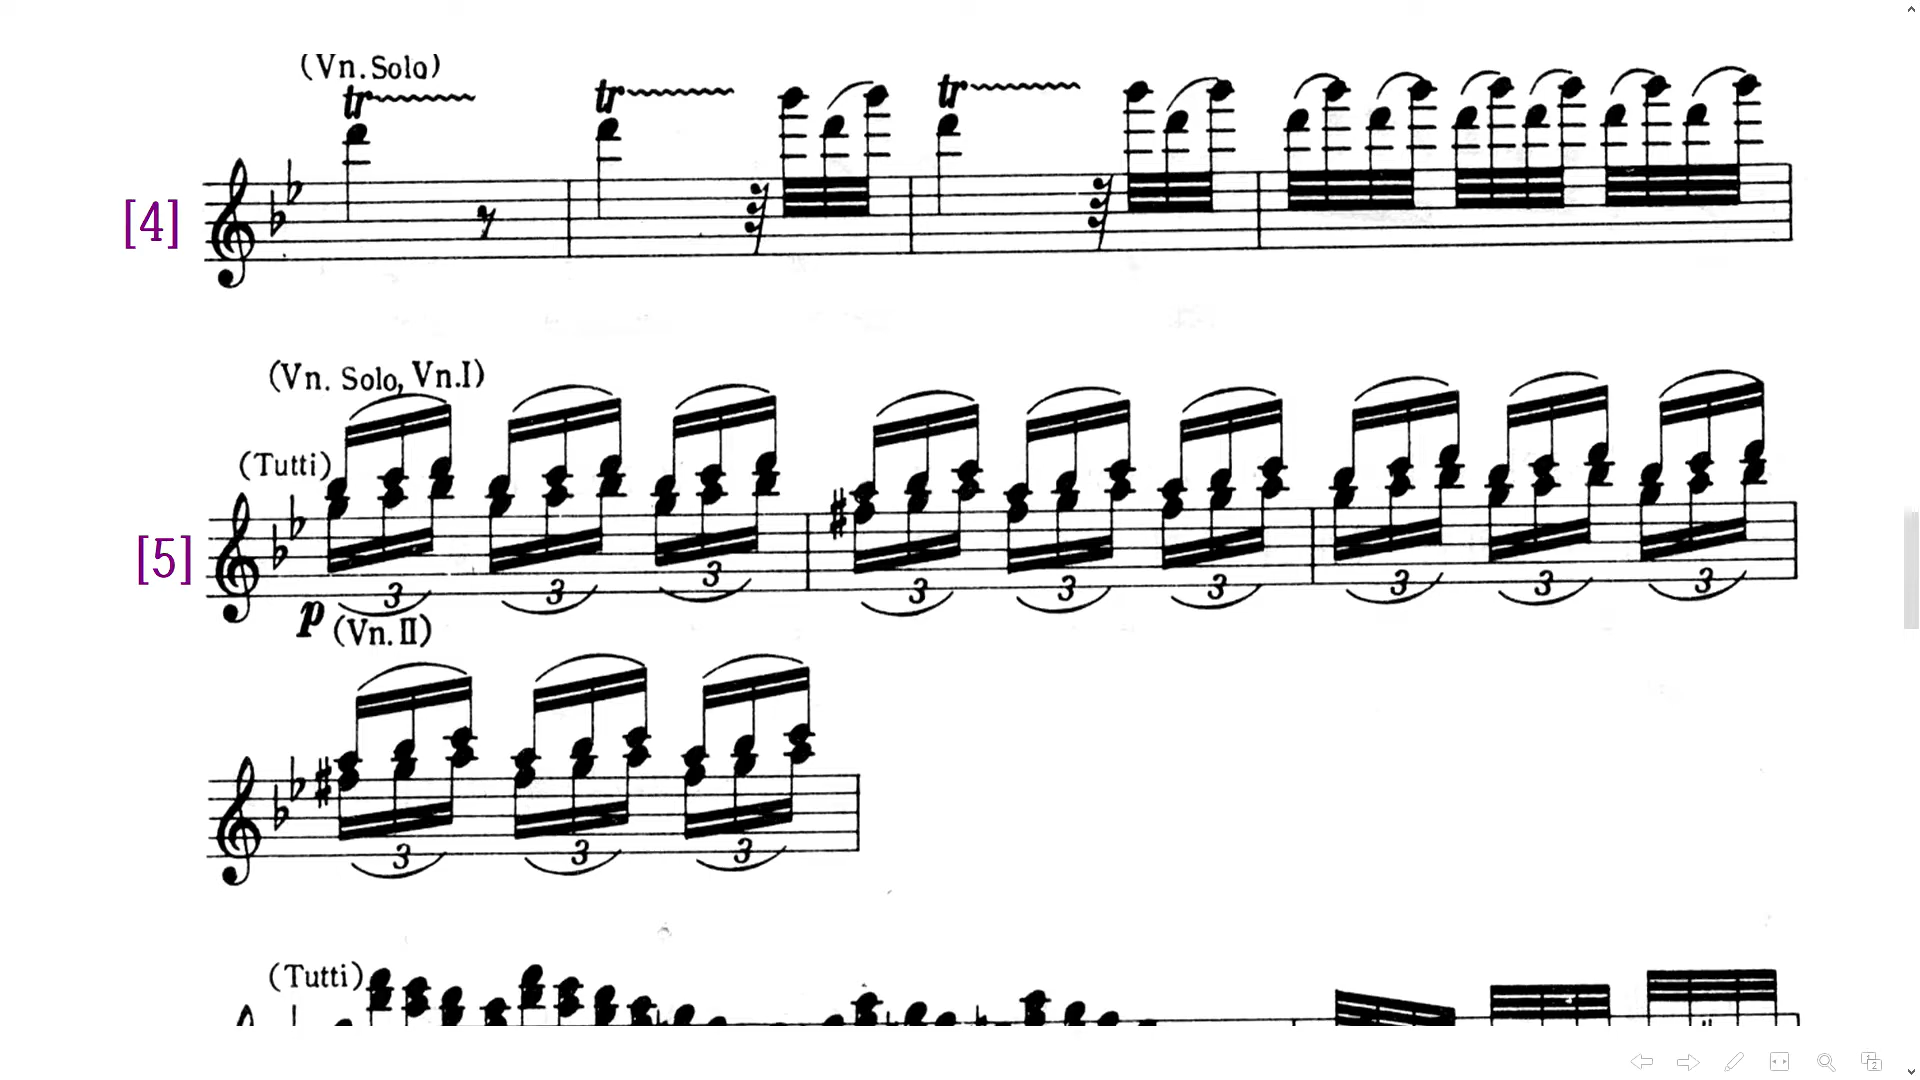 (Vn. Solo)
tr tr tr
[4]
(Vn. Solo, Vn.I)
(Tutti)
[5]
3 3 3 3 3 3 3 3 3
p (Vn. II)
3 3 3
(Tutti)